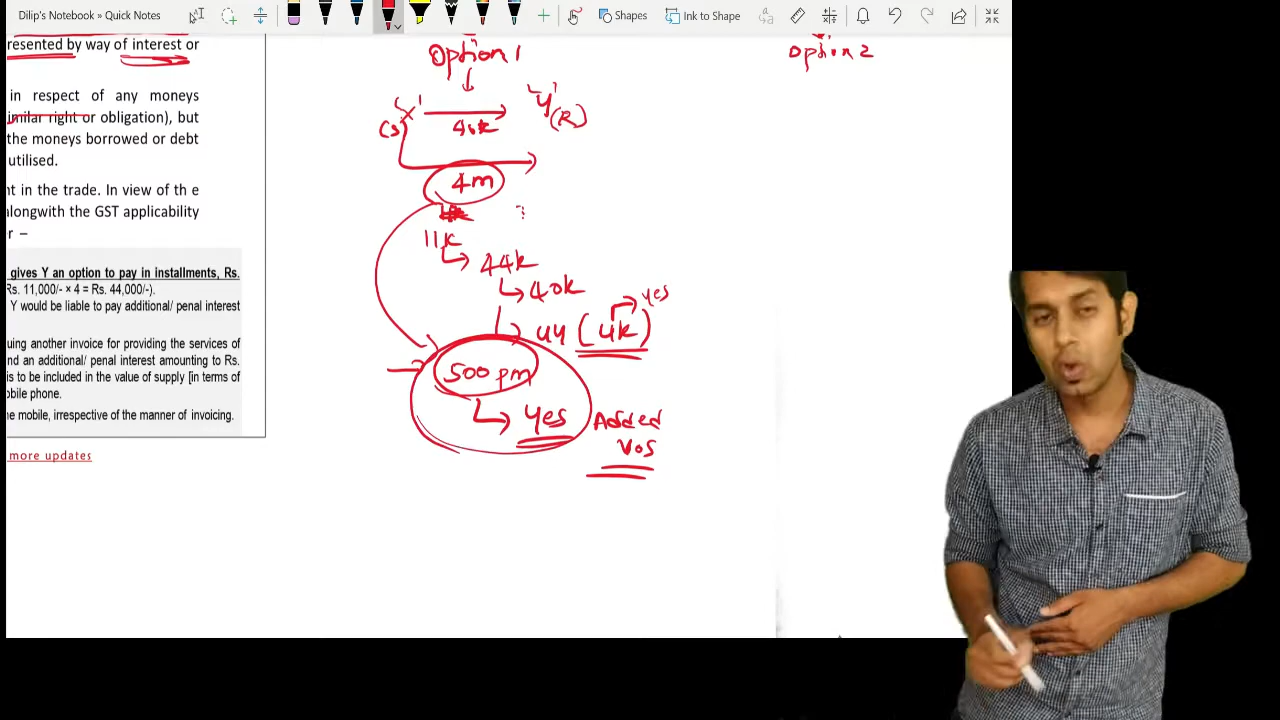 Dilip's Notebook » Quick Notes
Shapes
Ink to Shape
resented by way of interest or
in respect of any moneys
imilar right or obligation), but
the moneys borrowed or debt
utilised.
nt in the trade. In view of th e
alongwith the GST applicability
r –
gives Y an option to pay in installments, Rs.
Rs. 11,000/- × 4 = Rs. 44,000/-).
Y would be liable to pay additional/ penal interest
uing another invoice for providing the services of
nd an additional/ penal interest amounting to Rs.
is to be included in the value of supply [in terms of
obile phone.
ne mobile, irrespective of the manner of invoicing.
more updates
Option 1
'X' 'Y'
(S) 40k (R)
4m
11k
44k
40k
yes
44 (4k)
500 pm
Yes
Added
VOS
Option 2